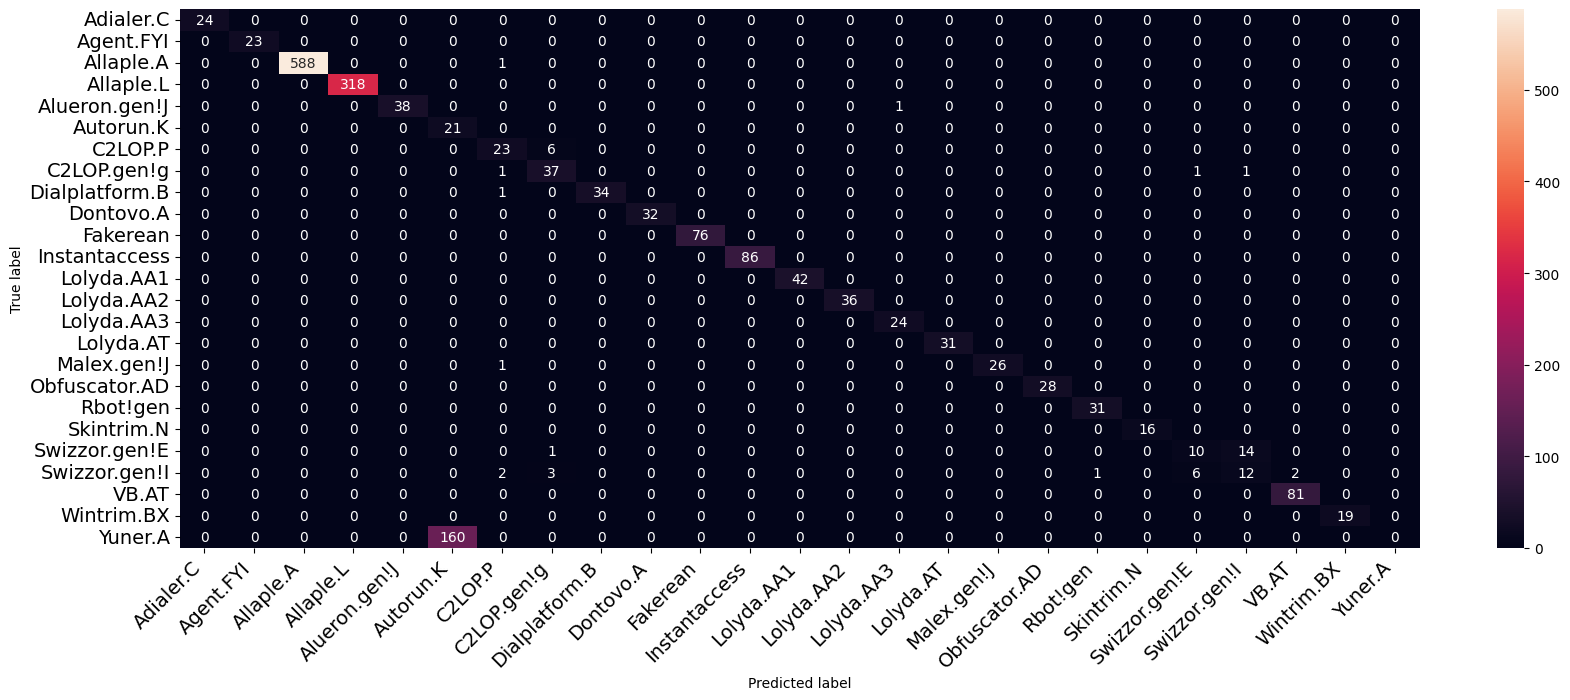 Adialer.C 24 0 0 0 0 0 0 0 0 0 0 0 0 0 0 0 0 0 0 0 0 0 0 0 0
Agent.FYI 0 23 0 0 0 0 0 0 0 0 0 0 0 0 0 0 0 0 0 0 0 0 0 0 0
Allaple.A 0 0 588 0 0 0 1 0 0 0 0 0 0 0 0 0 0 0 0 0 0 0 0 0 0
Allaple.L 0 0 0 318 0 0 0 0 0 0 0 0 0 0 0 0 0 0 0 0 0 0 0 0 0
Alueron.gen!J 0 0 0 0 38 0 0 0 0 0 0 0 0 0 1 0 0 0 0 0 0 0 0 0 0
Autorun.K 0 0 0 0 0 21 0 0 0 0 0 0 0 0 0 0 0 0 0 0 0 0 0 0 0
C2LOP.P 0 0 0 0 0 0 23 6 0 0 0 0 0 0 0 0 0 0 0 0 0 0 0 0 0
C2LOP.gen!g 0 0 0 0 0 0 1 37 0 0 0 0 0 0 0 0 0 0 0 0 1 1 0 0 0
Dialplatform.B 0 0 0 0 0 0 1 0 34 0 0 0 0 0 0 0 0 0 0 0 0 0 0 0 0
Dontovo.A 0 0 0 0 0 0 0 0 0 32 0 0 0 0 0 0 0 0 0 0 0 0 0 0 0
Fakerean 0 0 0 0 0 0 0 0 0 0 76 0 0 0 0 0 0 0 0 0 0 0 0 0 0
Instantaccess 0 0 0 0 0 0 0 0 0 0 0 86 0 0 0 0 0 0 0 0 0 0 0 0 0
Lolyda.AA1 0 0 0 0 0 0 0 0 0 0 0 0 42 0 0 0 0 0 0 0 0 0 0 0 0
Lolyda.AA2 0 0 0 0 0 0 0 0 0 0 0 0 0 36 0 0 0 0 0 0 0 0 0 0 0
Lolyda.AA3 0 0 0 0 0 0 0 0 0 0 0 0 0 0 24 0 0 0 0 0 0 0 0 0 0
Lolyda.AT 0 0 0 0 0 0 0 0 0 0 0 0 0 0 0 31 0 0 0 0 0 0 0 0 0
Malex.gen!J 0 0 0 0 0 0 1 0 0 0 0 0 0 0 0 0 26 0 0 0 0 0 0 0 0
Obfuscator.AD 0 0 0 0 0 0 0 0 0 0 0 0 0 0 0 0 0 28 0 0 0 0 0 0 0
Rbot!gen 0 0 0 0 0 0 0 0 0 0 0 0 0 0 0 0 0 0 31 0 0 0 0 0 0
Skintrim.N 0 0 0 0 0 0 0 0 0 0 0 0 0 0 0 0 0 0 0 16 0 0 0 0 0
Swizzor.gen!E 0 0 0 0 0 0 0 1 0 0 0 0 0 0 0 0 0 0 0 0 10 14 0 0 0
Swizzor.gen!I 0 0 0 0 0 0 2 3 0 0 0 0 0 0 0 0 0 0 1 0 6 12 2 0 0
VB.AT 0 0 0 0 0 0 0 0 0 0 0 0 0 0 0 0 0 0 0 0 0 0 81 0 0
Wintrim.BX 0 0 0 0 0 0 0 0 0 0 0 0 0 0 0 0 0 0 0 0 0 0 0 19 0
Yuner.A 0 0 0 0 0 160 0 0 0 0 0 0 0 0 0 0 0 0 0 0 0 0 0 0 0
True label
Adialer.C
Agent.FYI
Allaple.A
Allaple.L
Alueron.gen!J
Autorun.K
C2LOP.P
C2LOP.gen!g
Dialplatform.B
Dontovo.A
Fakerean
Instantaccess
Lolyda.AA1
Lolyda.AA2
Lolyda.AA3
Lolyda.AT
Malex.gen!J
Obfuscator.AD
Rbot!gen
Skintrim.N
Swizzor.gen!E
Swizzor.gen!I
VB.AT
Wintrim.BX
Yuner.A
Predicted label
500
400
300
200
100
0